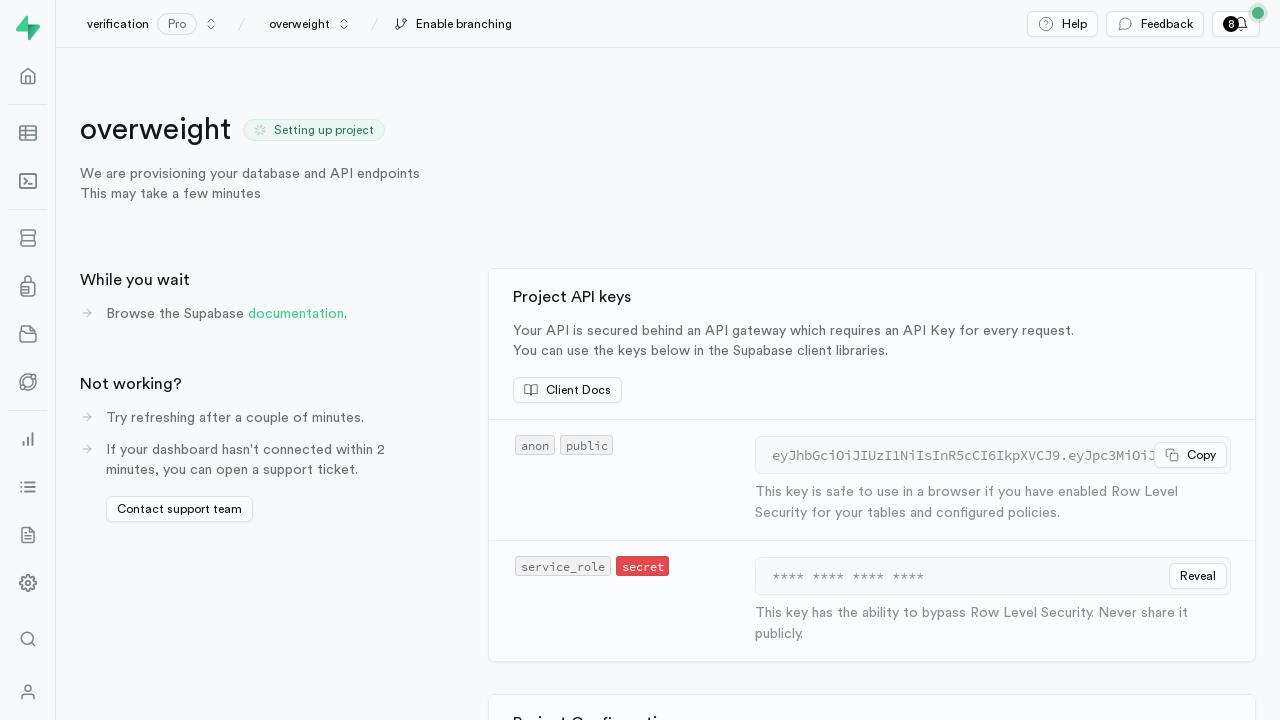 verification Pro / overweight / Enable branching
Help Feedback 8
overweight Setting up project
We are provisioning your database and API endpoints
This may take a few minutes
While you wait
Browse the Supabase documentation.
Not working?
Try refreshing after a couple of minutes.
If your dashboard hasn't connected within 2
minutes, you can open a support ticket.
Contact support team
Project API keys
Your API is secured behind an API gateway which requires an API Key for every request.
You can use the keys below in the Supabase client libraries.
Client Docs
anon public
eyJhbGciOiJIUzI1NiIsInR5cCI6IkpXVCJ9.eyJpc3MiOiJ Copy
This key is safe to use in a browser if you have enabled Row Level
Security for your tables and configured policies.
service_role secret
**** **** **** **** Reveal
This key has the ability to bypass Row Level Security. Never share it
publicly.